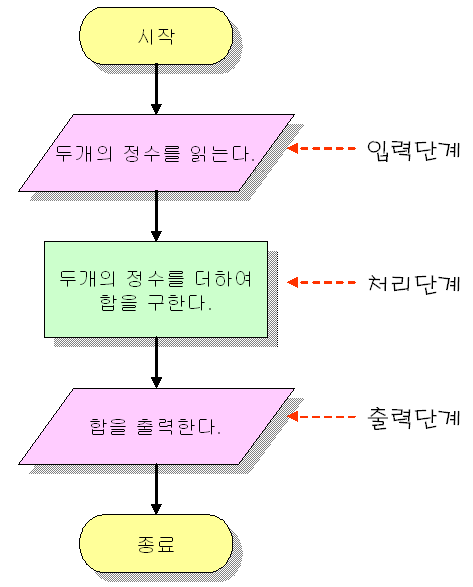 시작
두개의 정수를 읽는다.
입력단계
두개의 정수를 더하여
합을 구한다.
처리단계
합을 출력한다.
출력단계
종료